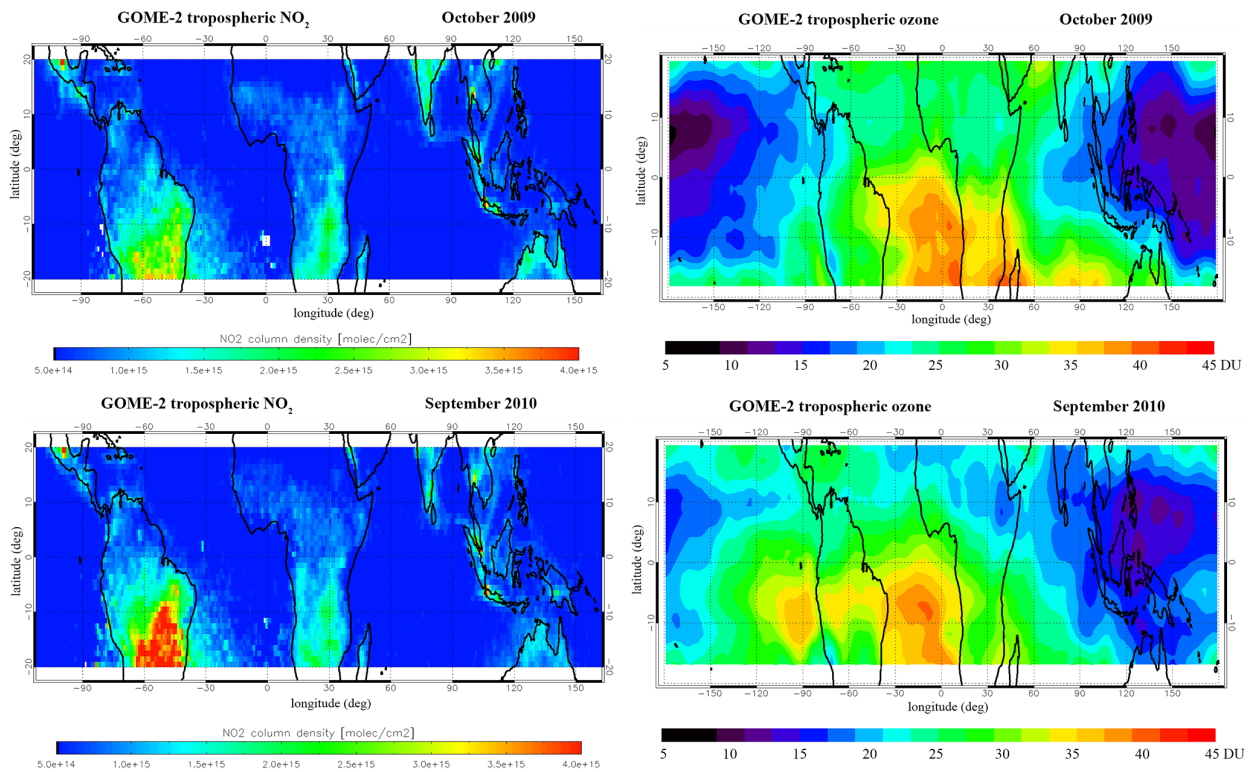 GOME-2 tropospheric NO2 October 2009
−90 −60 −30 0 30 60 90 120 150
20 20
10 10
0 0
−10 −10
−20 −20
latitude (deg)
−90 −60 −30 0 30 60 90 120 150
longitude (deg)
NO2 column density [molec/cm2]
5.0e+14 1.0e+15 1.5e+15 2.0e+15 2.5e+15 3.0e+15 3.5e+15 4.0e+15
GOME-2 tropospheric ozone October 2009
−150 −120 −90 −60 −30 0 30 60 90 120 150
10 10
0 0
−10 −10
latitude (deg)
−150 −120 −90 −60 −30 0 30 60 90 120 150
longitude (deg)
5 10 15 20 25 30 35 40 45 DU
GOME-2 tropospheric NO2 September 2010
−90 −60 −30 0 30 60 90 120 150
20 20
10 10
0 0
−10 −10
−20 −20
latitude (deg)
−90 −60 −30 0 30 60 90 120 150
longitude (deg)
NO2 column density [molec/cm2]
5.0e+14 1.0e+15 1.5e+15 2.0e+15 2.5e+15 3.0e+15 3.5e+15 4.0e+15
GOME-2 tropospheric ozone September 2010
−150 −120 −90 −60 −30 0 30 60 90 120 150
10 10
0 0
−10 −10
latitude (deg)
−150 −120 −90 −60 −30 0 30 60 90 120 150
longitude (deg)
5 10 15 20 25 30 35 40 45 DU